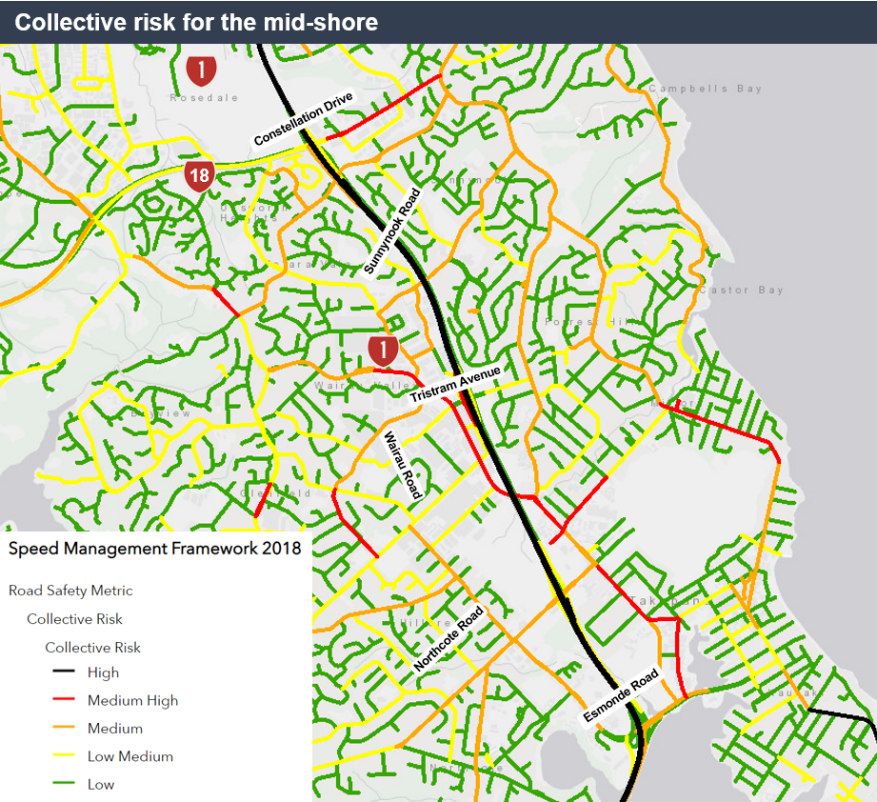 Collective risk for the mid-shore
1
Rosedale
Campbells Bay
Constellation Drive
18
Sunnynook Road
Castor Bay
Forrest Hill
1
Tristram Avenue
Wairau Road
Speed Management Framework 2018
Road Safety Metric
Collective Risk
Collective Risk
High
Medium High
Medium
Low Medium
Low
Northcote Road
Esmonde Road